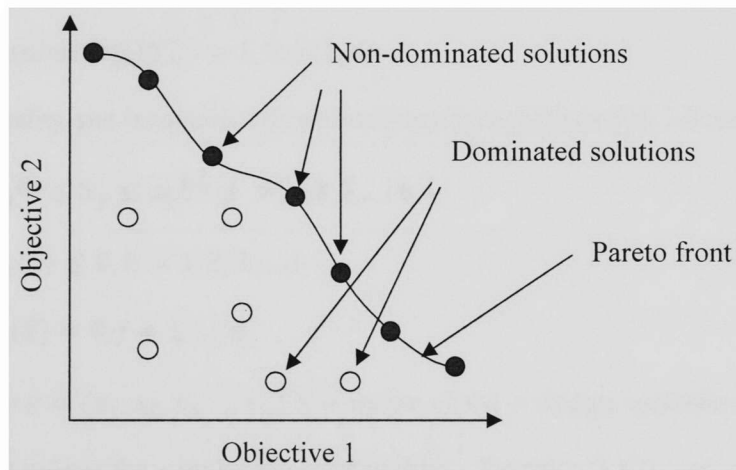 Non-dominated solutions
Dominated solutions
Objective 2
Pareto front
Objective 1